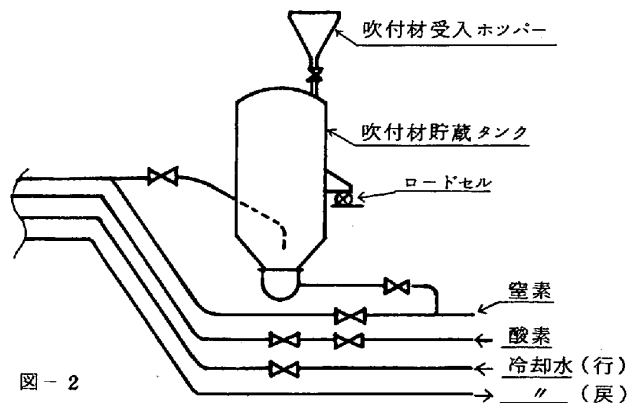 吹付材受入ホッパー
吹付材貯蔵タンク
ロードセル
窒素
酸素
冷却水(行)
〃 (戻)
図-2